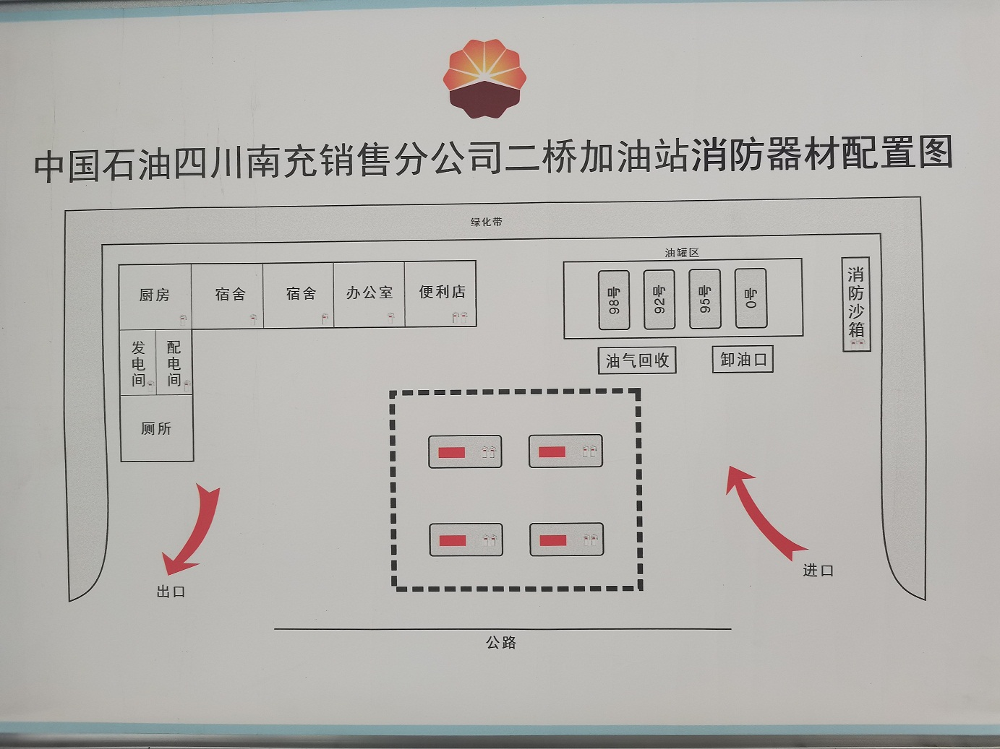 中国石油四川南充销售分公司二桥加油站消防器材配置图
绿化带
油罐区
厨房
宿舍
宿舍
办公室
便利店
98号
92号
95号
0号
消防沙箱
发电间
配电间
油气回收
卸油口
厕所
出口
进口
公路